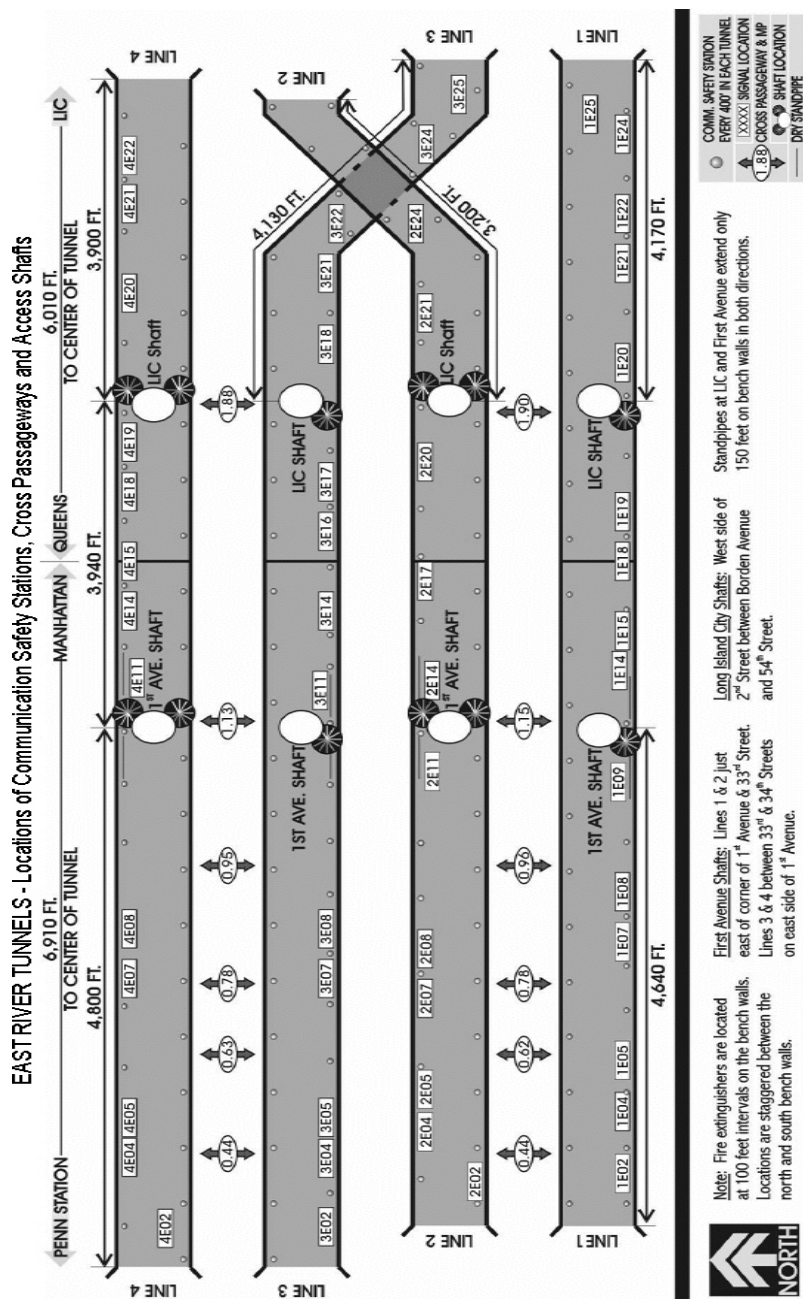 EAST RIVER TUNNELS - Locations of Communication Safety Stations, Cross Passageways and Access Shafts
PENN STATION
6,910 FT.
TO CENTER OF TUNNEL
MANHATTAN
QUEENS
6,010 FT.
TO CENTER OF TUNNEL
LIC
4,800 FT.
3,940 FT.
3,900 FT.
LINE 4
4E02
4E04
4E05
4E07
4E08
4E11
4E14
4E15
4E18
4E19
4E20
4E21
4E22
LINE 4
1ST AVE. SHAFT
LIC Shaft
0.44
0.63
0.78
0.95
1.13
1.88
4,130 FT.
LINE 2
LINE 3
3E02
3E04
3E05
3E07
3E08
3E11
3E14
3E16
3E17
3E18
3E21
3E22
3E24
3E25
LINE 3
1ST AVE. SHAFT
LIC SHAFT
LINE 2
2E02
2E04
2E05
2E07
2E08
2E11
2E14
2E17
2E20
2E21
2E24
1ST AVE. SHAFT
LIC Shaft
3,200 FT.
0.44
0.62
0.78
0.96
1.15
1.90
LINE1
1E02
1E04
1E05
1E07
1E08
1E09
1E14
1E15
1E18
1E19
1E20
1E21
1E22
1E24
1E25
LINE1
1ST AVE. SHAFT
LIC SHAFT
4,640 FT.
4,170 FT.
NORTH
Note: Fire extinguishers are located
at 100 feet intervals on the bench walls.
Locations are staggered between the
north and south bench walls.
First Avenue Shafts: Lines 1 & 2 just
east of corner of 1st Avenue & 33rd Street.
Lines 3 & 4 between 33rd & 34th Streets
on east side of 1st Avenue.
Long Island City Shafts: West side of
2nd Street between Borden Avenue
and 54th Street.
Standpipes at LIC and First Avenue extend only
150 feet on bench walls in both directions.
COMM. SAFETY STATION
EVERY 400' IN EACH TUNNEL
XXXX SIGNAL LOCATION
1.88 CROSS PASSAGEWAY & MP
SHAFT LOCATION
DRY STANDPIPE